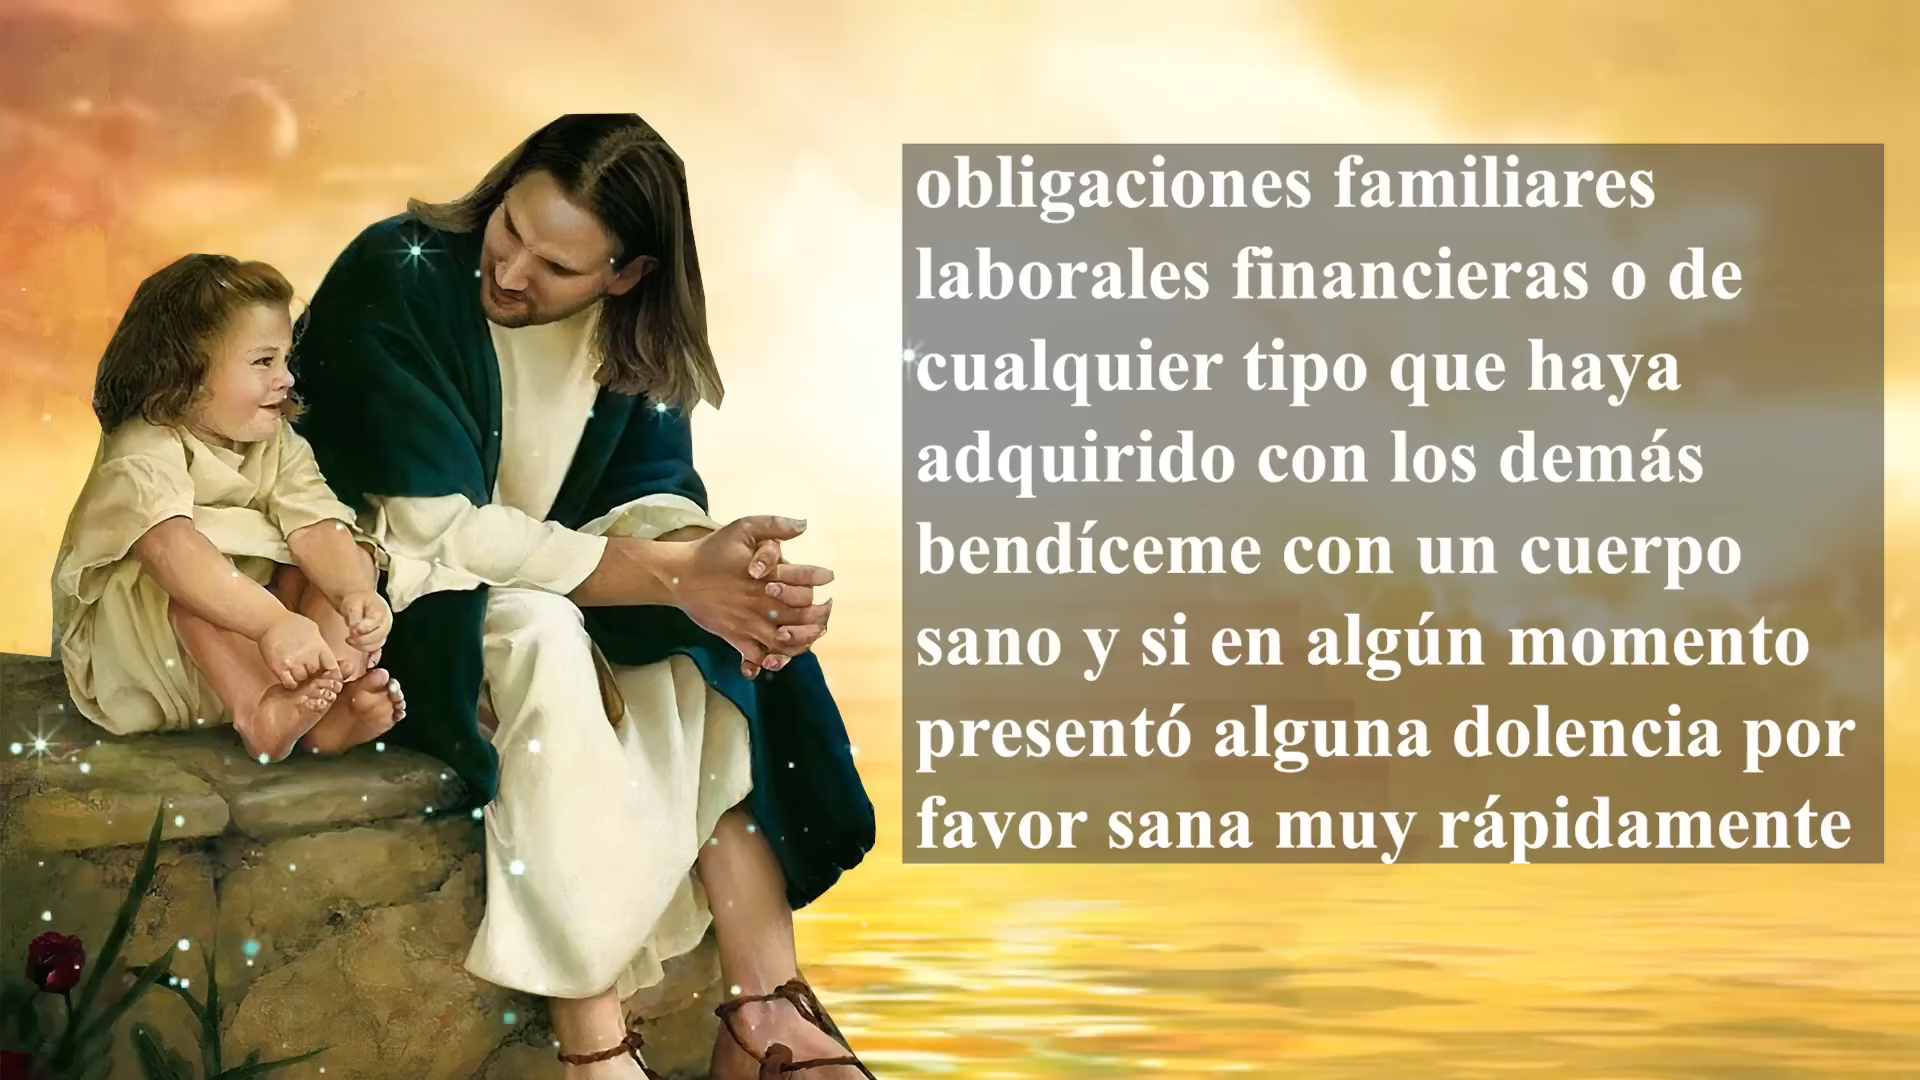 obligaciones familiares
laborales financieras o de
cualquier tipo que haya
adquirido con los demás
bendíceme con un cuerpo
sano y si en algún momento
presentó alguna dolencia por
favor sana muy rápidamente